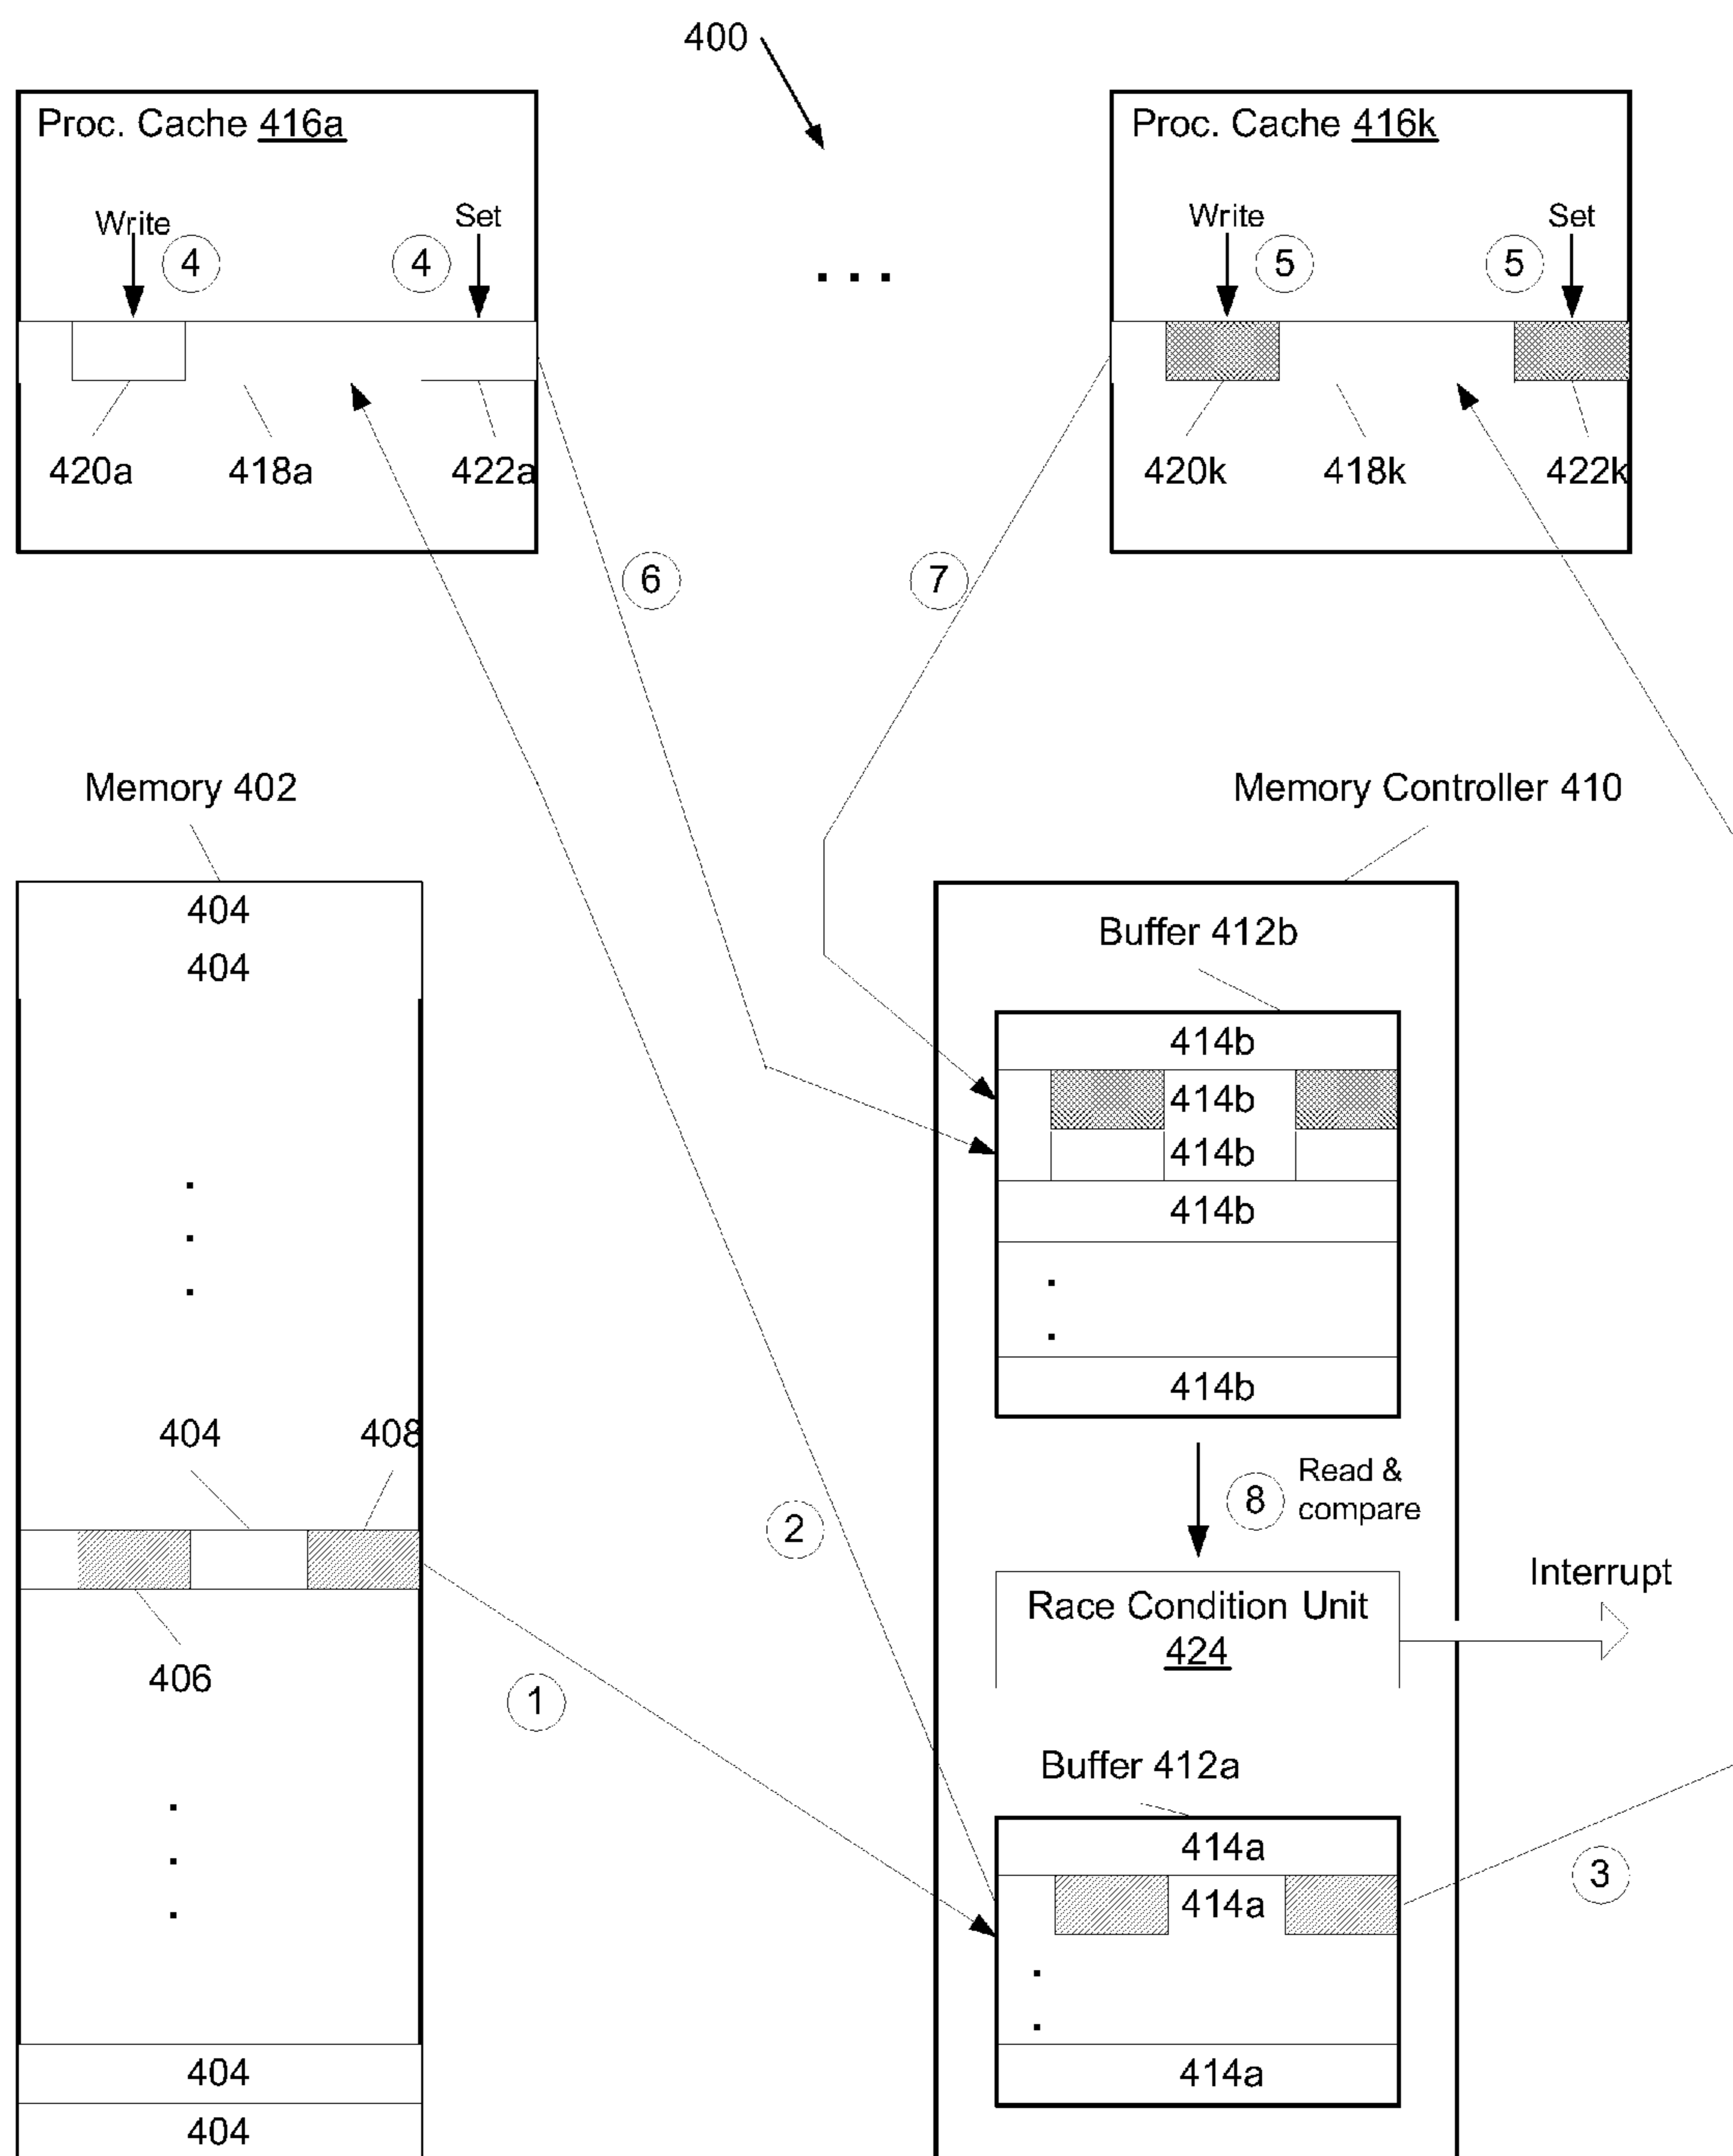 400
Proc. Cache 416a
Proc. Cache 416k
Write
Set
Write
Set
4
4
5
5
. . .
420a
418a
422a
420k
418k
422k
6
7
Memory 402
Memory Controller 410
404
404
Buffer 412b
414b
414b
414b
414b
414b
404
408
8
Read &
compare
2
Interrupt
Race Condition Unit
424
406
1
Buffer 412a
414a
414a
3
414a
404
404